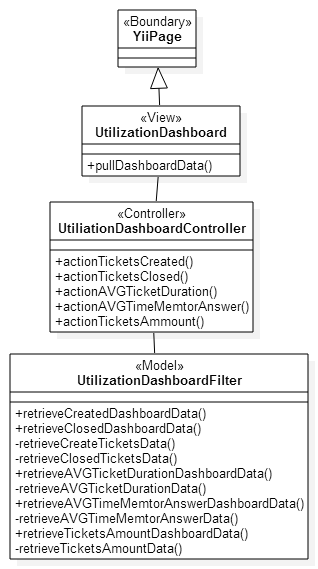 «Boundary»
YiiPage
«View»
UtilizationDashboard
+pullDashboardData()
«Controller»
UtiliationDashboardController
+actionTicketsCreated()
+actionTicketsClosed()
+actionAVGTicketDuration()
+actionAVGTimeMemtorAnswer()
+actionTicketsAmmount()
«Model»
UtilizationDashboardFilter
+retrieveCreatedDashboardData()
+retrieveClosedDashboardData()
-retrieveCreateTicketsData()
-retrieveClosedTicketsData()
+retrieveAVGTicketDurationDashboardData()
-retrieveAVGTicketDurationData()
+retrieveAVGTimeMemtorAnswerDashboardData()
-retrieveAVGTimeMemtorAnswerData()
+retrieveTicketsAmountDashboardData()
-retrieveTicketsAmountData()